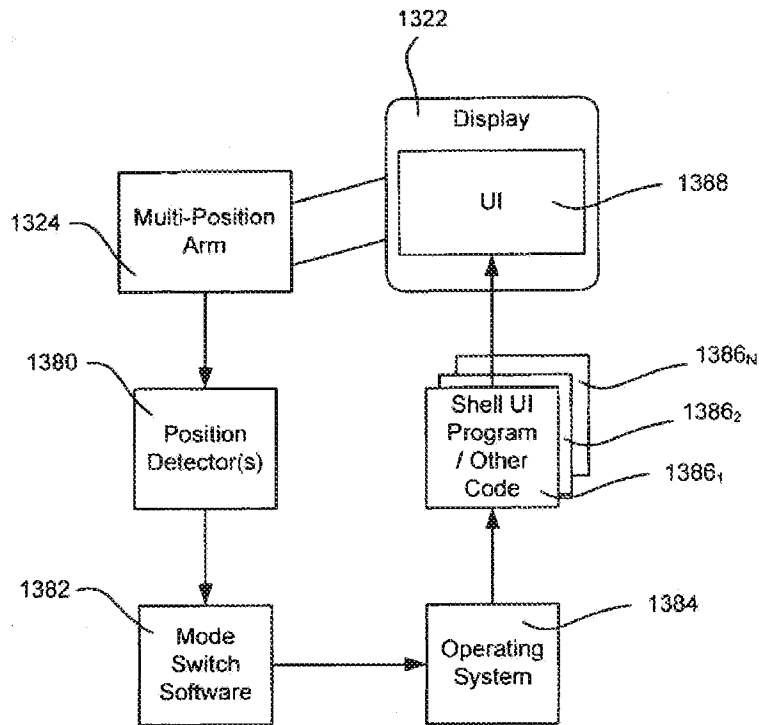 1322
Display
UI
1388
Multi-Position
Arm
1324
1380
Position
Detector(s)
1386N
13862
13861
Shell UI
Program
/ Other
Code
1382
Mode
Switch
Software
1384
Operating
System